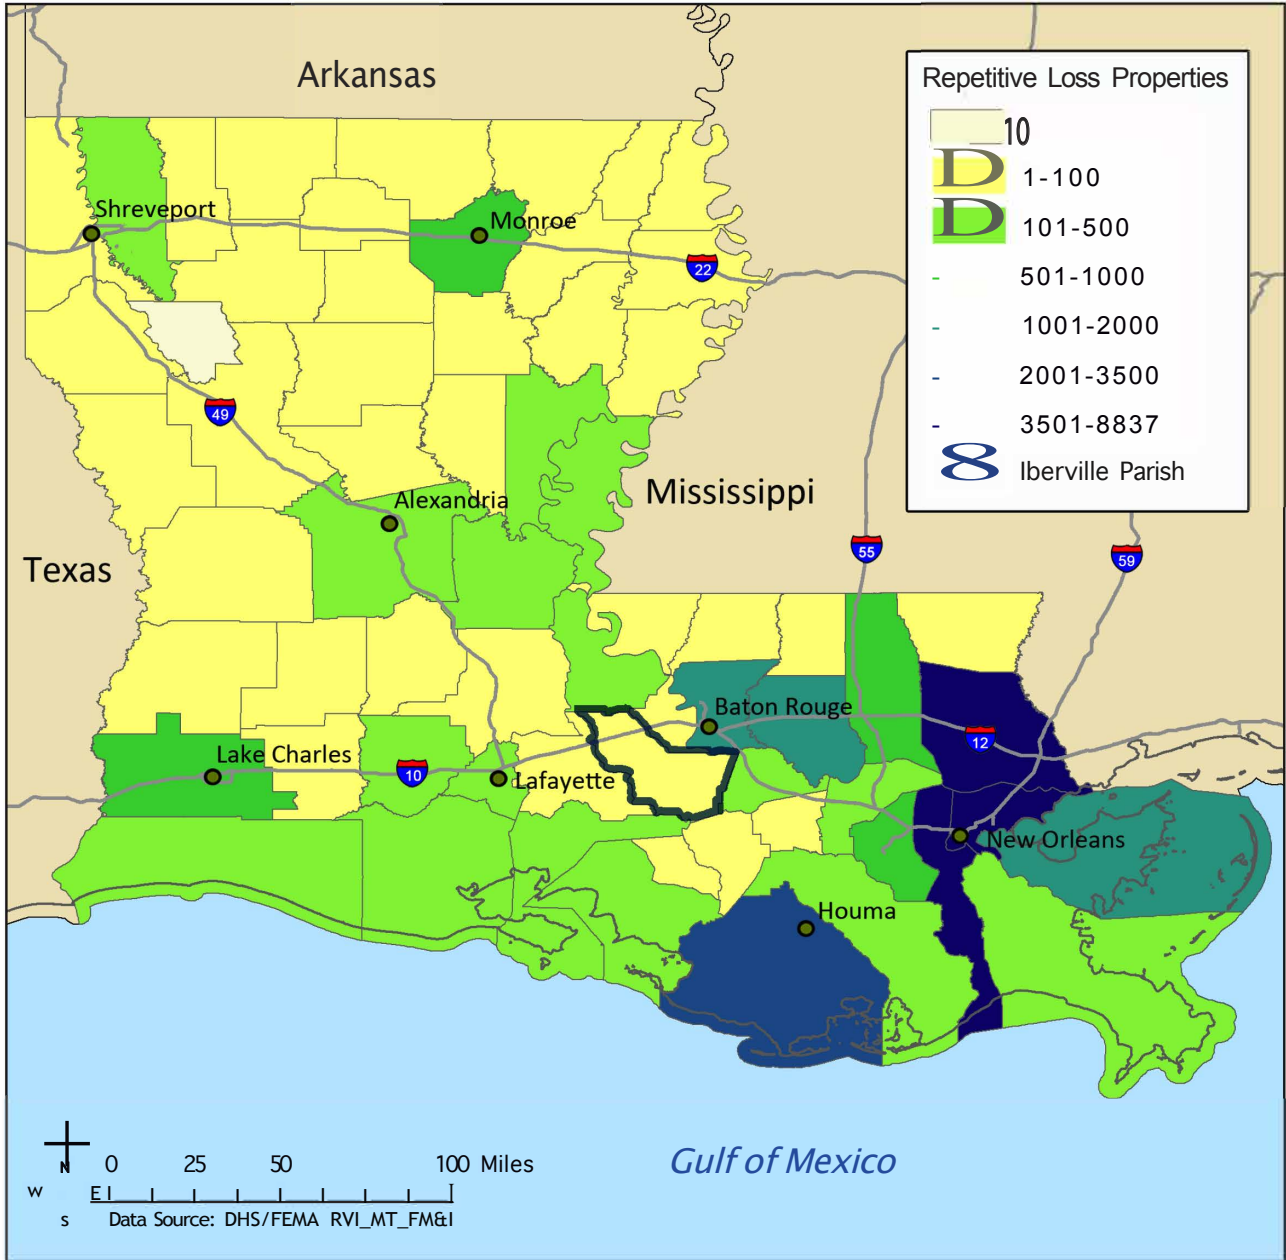 Arkansas
Repetitive Loss Properties
10
D 1-100
D 101-500
- 501-1000
- 1001-2000
- 2001-3500
- 3501-8837
8 Iberville Parish
Shreveport
Monroe
22
49
Mississippi
Alexandria
55
59
Texas
Baton Rouge
12
Lake Charles
10
Lafayette
New Orleans
Houma
Gulf of Mexico
N
0 25 50 100 Miles
W E
S
Data Source: DHS/FEMA RVI_MT_FM&I